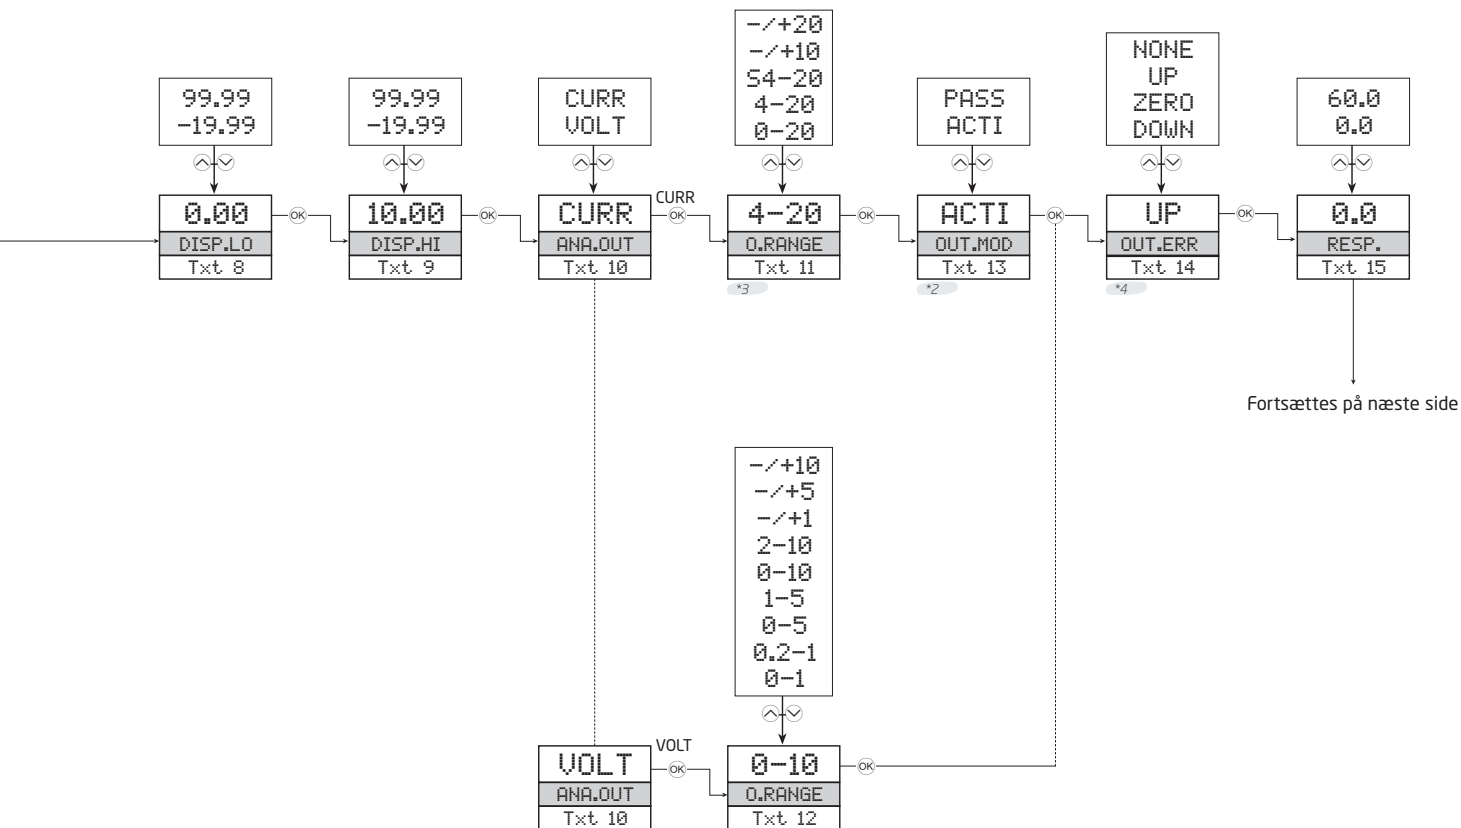 99.99
-19.99
OK
0.00
DISP.LO
Txt 8
99.99
-19.99
OK
10.00
DISP.HI
Txt 9
CURR
VOLT
CURR
OK
CURR
ANA.OUT
Txt 10
-/+20
-/+10
S4-20
4-20
0-20
OK
4-20
O.RANGE
Txt 11
*3
PASS
ACTI
OK
ACTI
OUT.MOD
Txt 13
*2
NONE
UP
ZERO
DOWN
OK
UP
OUT.ERR
Txt 14
*4
60.0
0.0
0.0
RESP.
Txt 15
Fortsættes på næste side
VOLT
ANA.OUT
Txt 10
VOLT
OK
-/+10
-/+5
-/+1
2-10
0-10
1-5
0-5
0.2-1
0-1
0-10
O.RANGE
Txt 12
OK